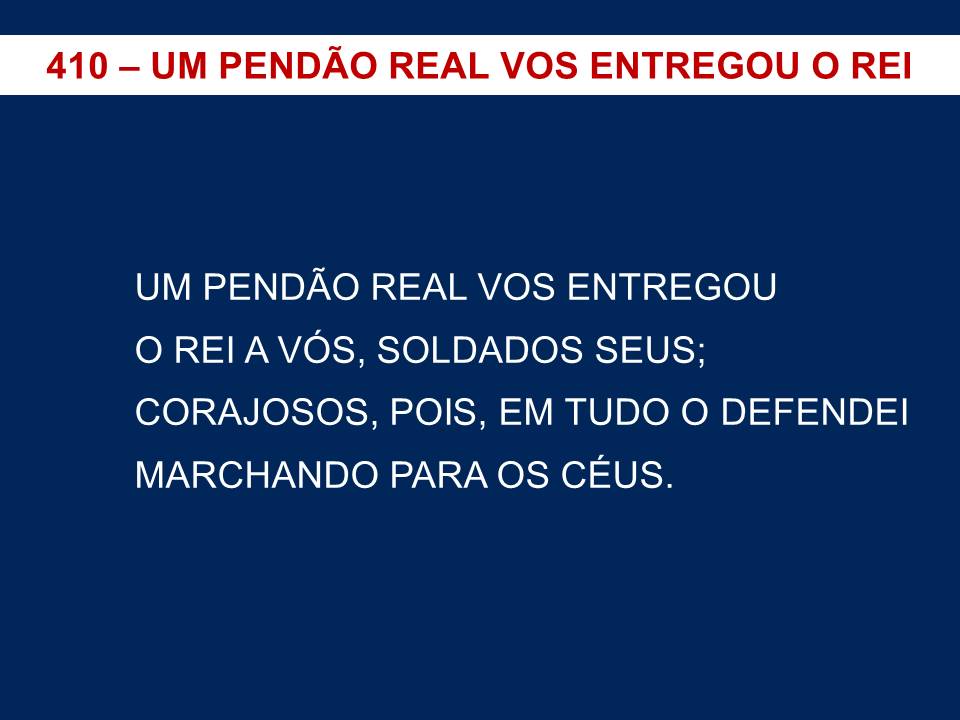 410 – UM PENDÃO REAL VOS ENTREGOU O REI
UM PENDÃO REAL VOS ENTREGOU
O REI A VÓS, SOLDADOS SEUS;
CORAJOSOS, POIS, EM TUDO O DEFENDEI
MARCHANDO PARA OS CÉUS.